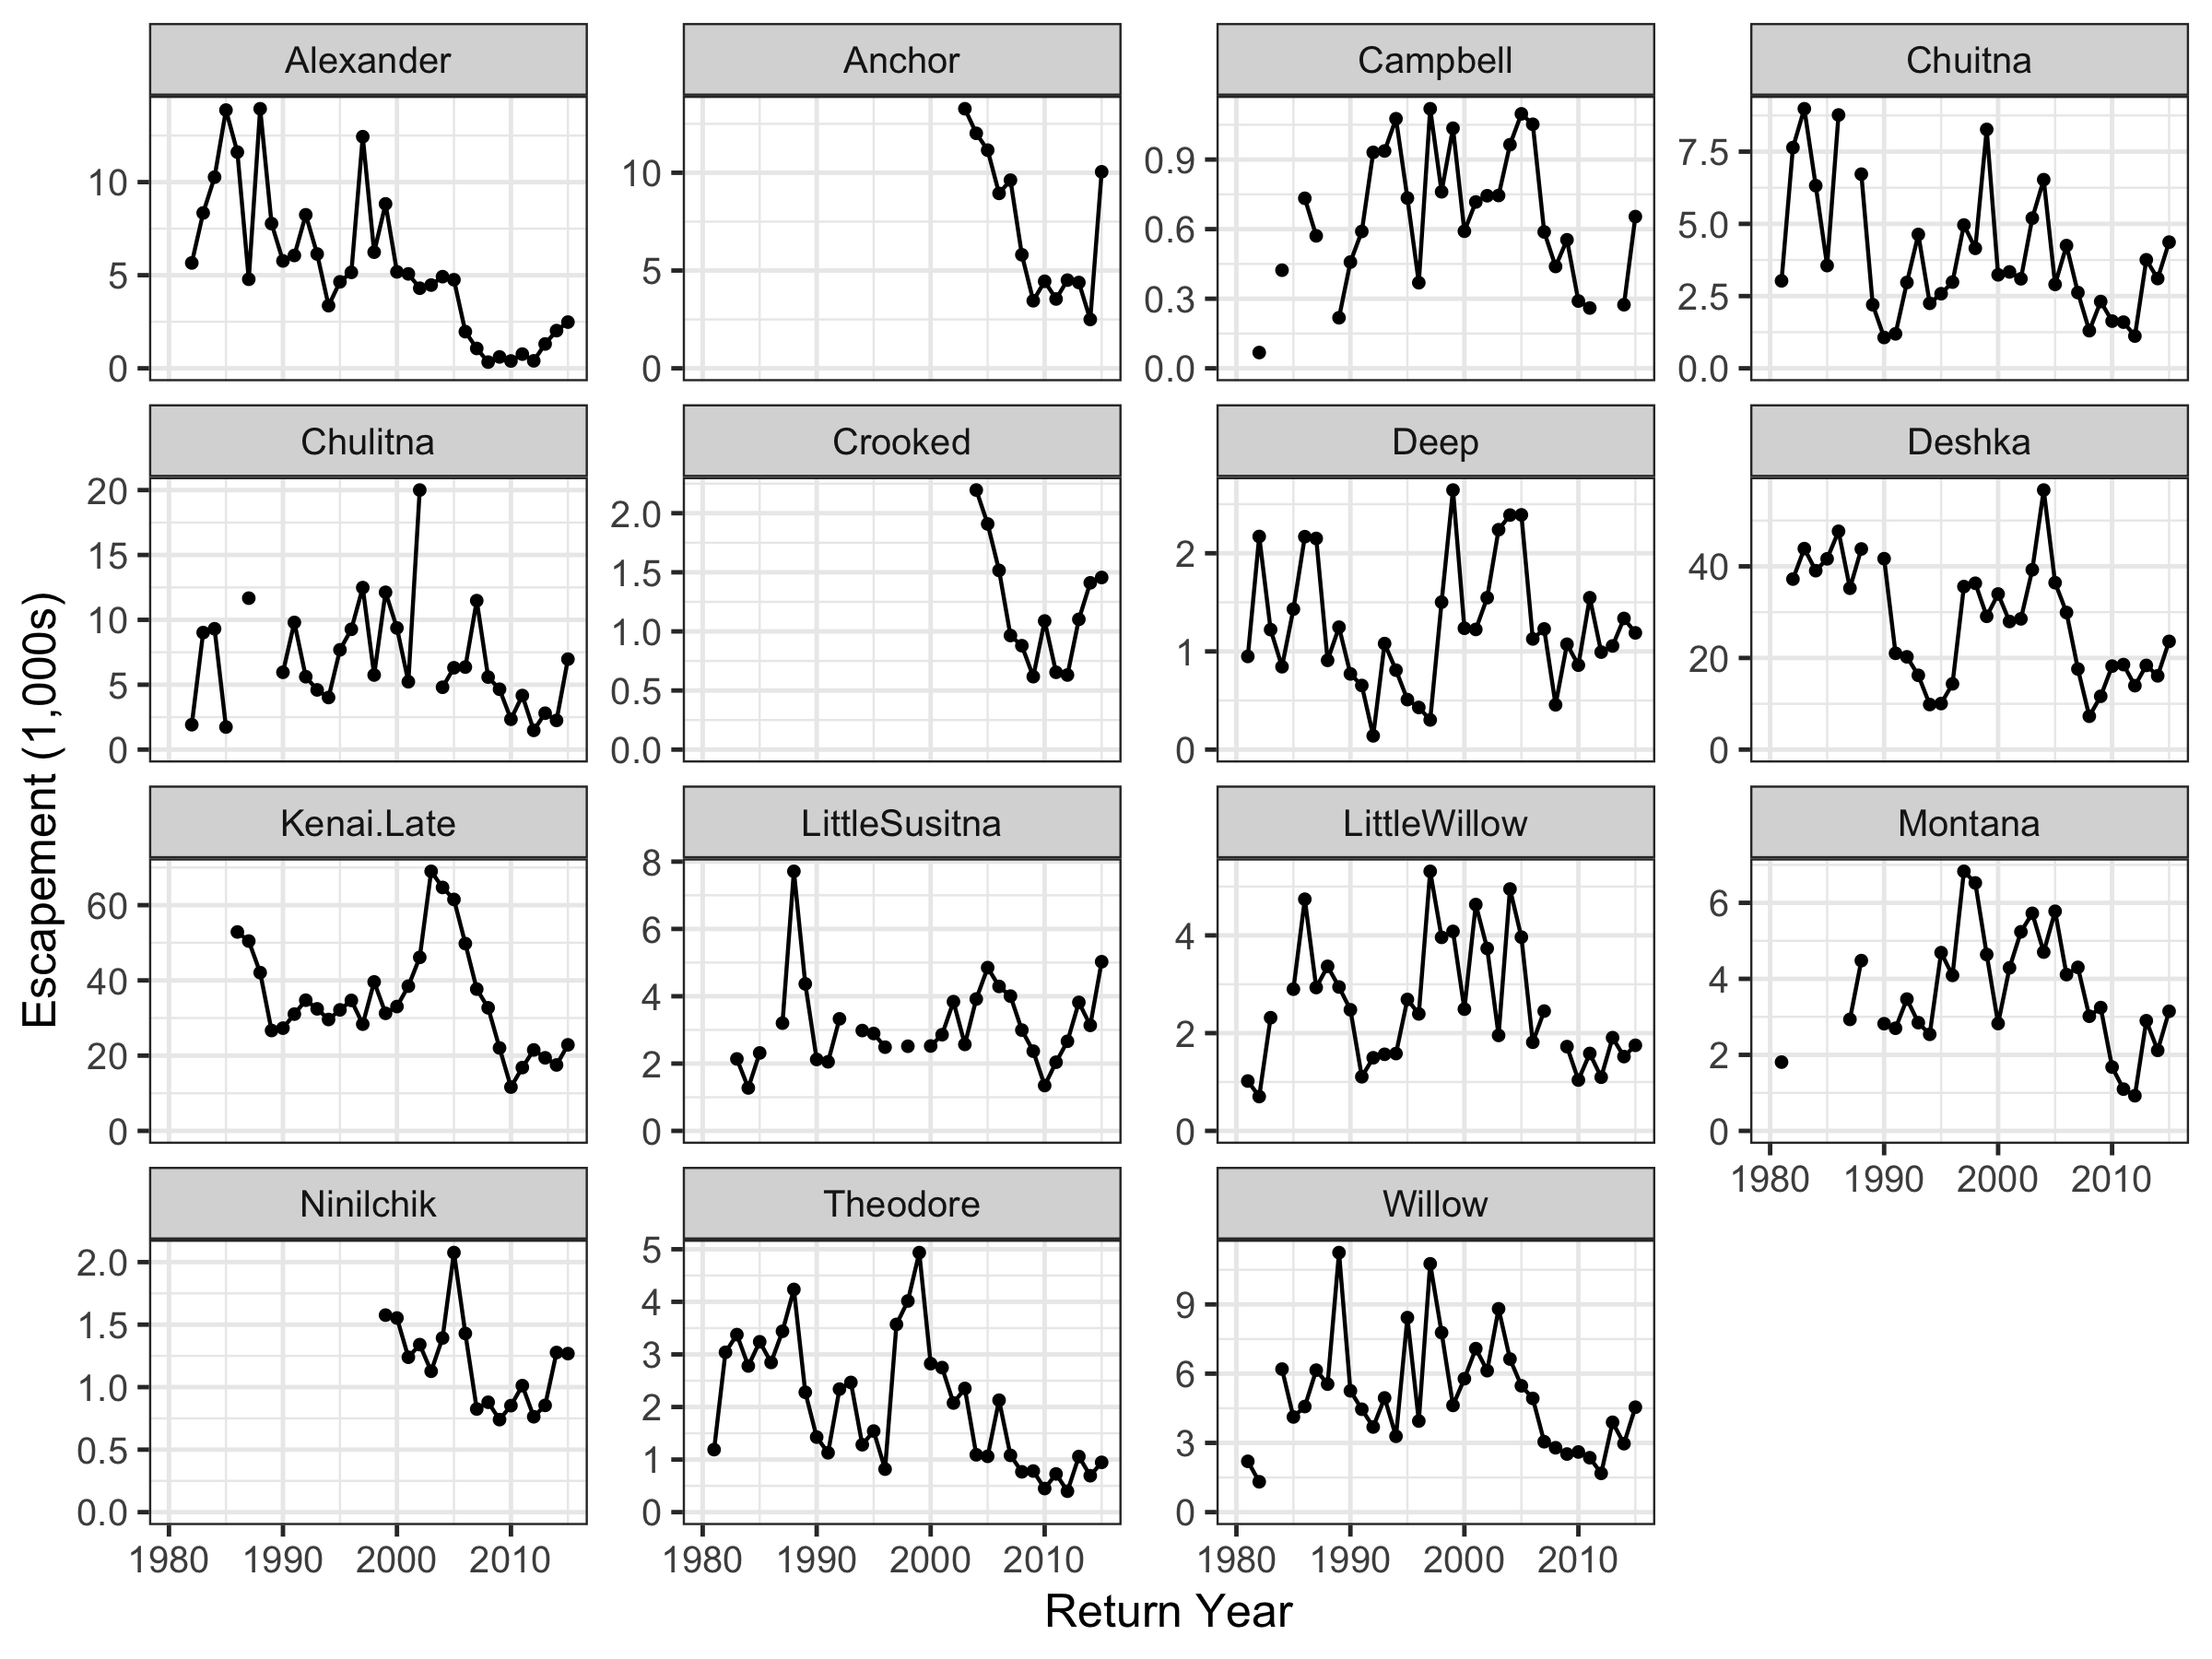 Alexander Anchor Campbell Chuitna
10 5 0
10 5 0
0.9 0.6 0.3 0.0
7.5 5.0 2.5 0.0
Chulitna Crooked Deep Deshka
20 15 10 5 0
2.0 1.5 1.0 0.5 0.0
2 1 0
40 20 0
Escapement (1,000s)
Kenai.Late LittleSusitna LittleWillow Montana
60 40 20 0
8 6 4 2 0
4 2 0
6 4 2 0
1980 1990 2000 2010
Ninilchik Theodore Willow
2.0 1.5 1.0 0.5 0.0
5 4 3 2 1 0
9 6 3 0
1980 1990 2000 2010 1980 1990 2000 2010 1980 1990 2000 2010
Return Year